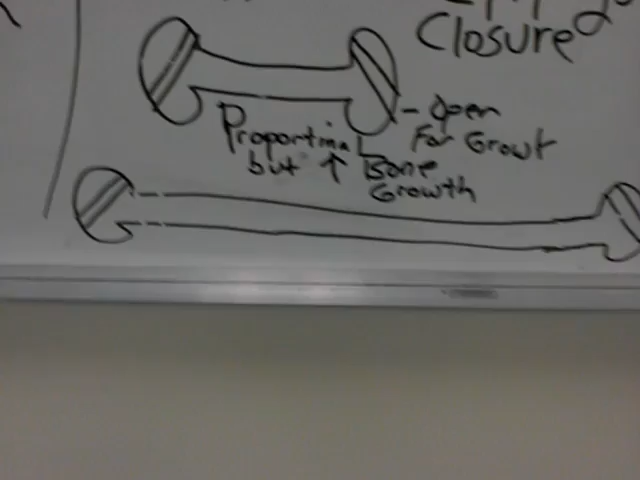 Closure
- Open
For Growt
Proportinal
but ↑ Bone
Growth